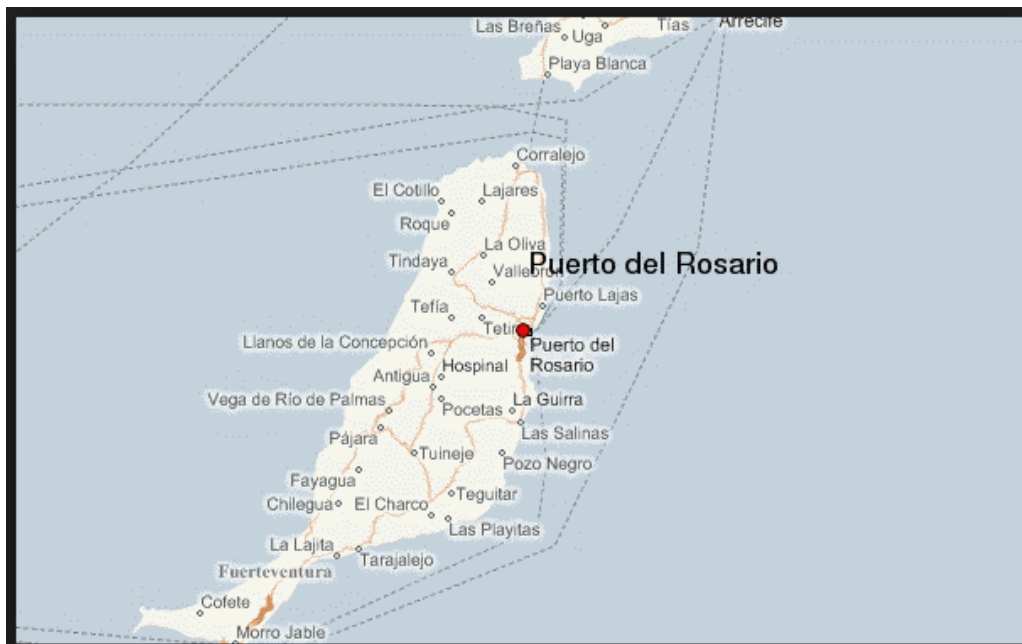 Las Breñas
Tías
Arrecife
Uga
Playa Blanca
Corralejo
El Cotillo
Lajares
Roque
La Oliva
Tindaya
Puerto del Rosario
Puerto Lajas
Tefía
Puerto del
Rosario
Llanos de la Concepción
Hospinal
Antigua
Vega de Río de Palmas
La Guirra
Pocetas
Las Salinas
Pájara
Tuineje
Pozo Negro
Fayagua
Teguitar
Chilegua
El Charco
Las Playitas
La Lajita
Tarajalejo
Fuerteventura
Cofete
Morro Jable